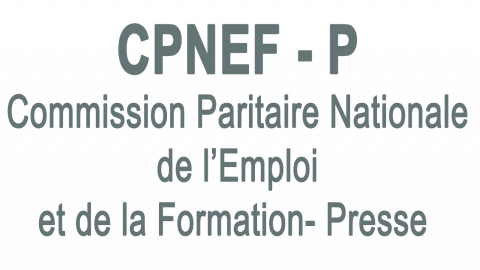 CPNEF - P
Commission Paritaire Nationale
de l’Emploi
et de la Formation- Presse